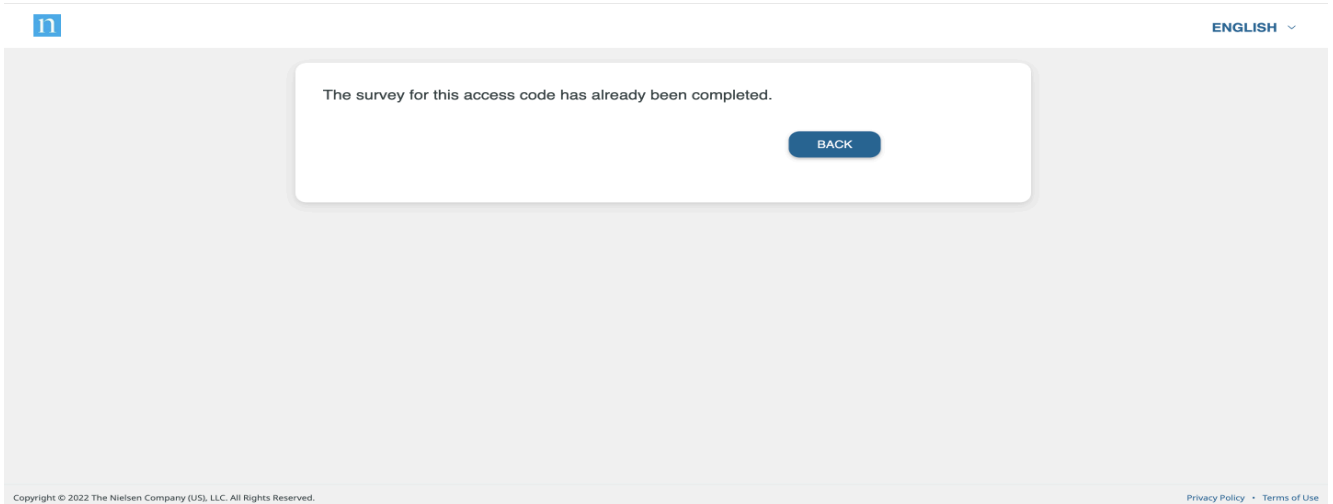 n
ENGLISH
The survey for this access code has already been completed.
BACK
Copyright © 2022 The Nielsen Company (US), LLC. All Rights Reserved.
Privacy Policy • Terms of Use